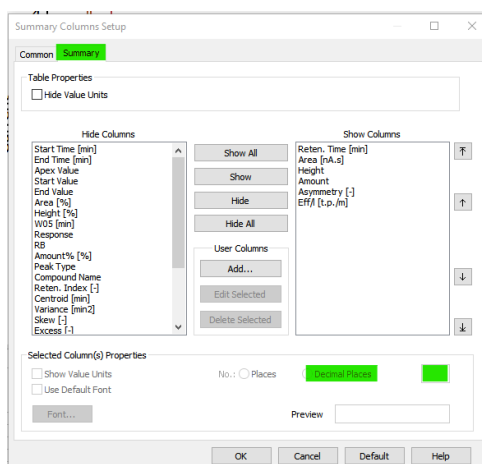 Summary Columns Setup
Common Summary
Table Properties
Hide Value Units
Hide Columns
Show Columns
Start Time [min]
End Time [min]
Apex Value
Start Value
End Value
Area [%]
Height [%]
W05 [min]
Response
RB
Amount% [%]
Peak Type
Compound Name
Reten. Index [-]
Centroid [min]
Variance [min2]
Skew [-]
Excess [-]
Show All
Show
Hide
Hide All
User Columns
Add...
Edit Selected
Delete Selected
Reten. Time [min]
Area [nA.s]
Height
Amount
Asymmetry [-]
Eff/l [t.p./m]
Selected Column(s) Properties
Show Value Units
No.: Places Decimal Places
Use Default Font
Font...
Preview
OK Cancel Default Help